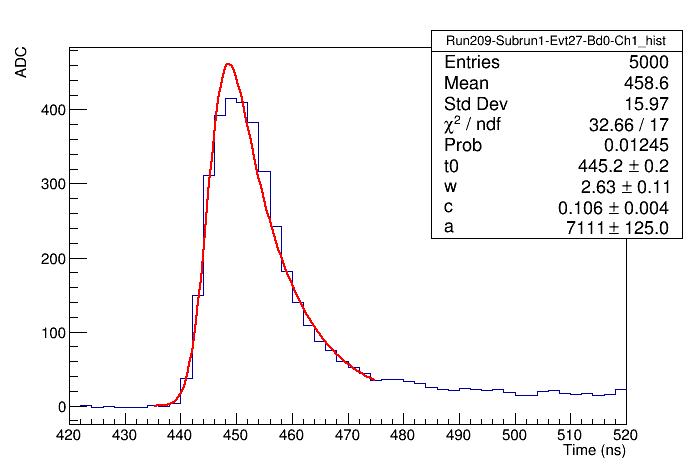 Run209-Subrun1-Evt27-Bd0-Ch1_hist
Entries 5000
Mean 458.6
Std Dev 15.97
χ² / ndf 32.66 / 17
Prob 0.01245
t0 445.2 ± 0.2
w 2.63 ± 0.11
c 0.106 ± 0.004
a 7111 ± 125.0
ADC
400
300
200
100
0
420 430 440 450 460 470 480 490 500 510 520
Time (ns)